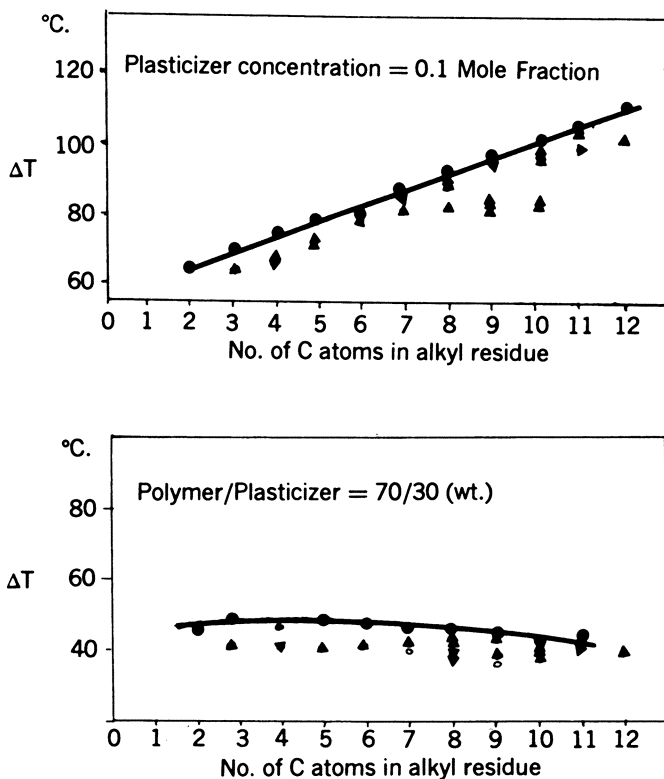 °C.
Plasticizer concentration = 0.1 Mole Fraction
120
100
ΔT
80
60
0 1 2 3 4 5 6 7 8 9 10 11 12
No. of C atoms in alkyl residue
°C.
Polymer/Plasticizer = 70/30 (wt.)
80
ΔT
60
40
0 1 2 3 4 5 6 7 8 9 10 11 12
No. of C atoms in alkyl residue